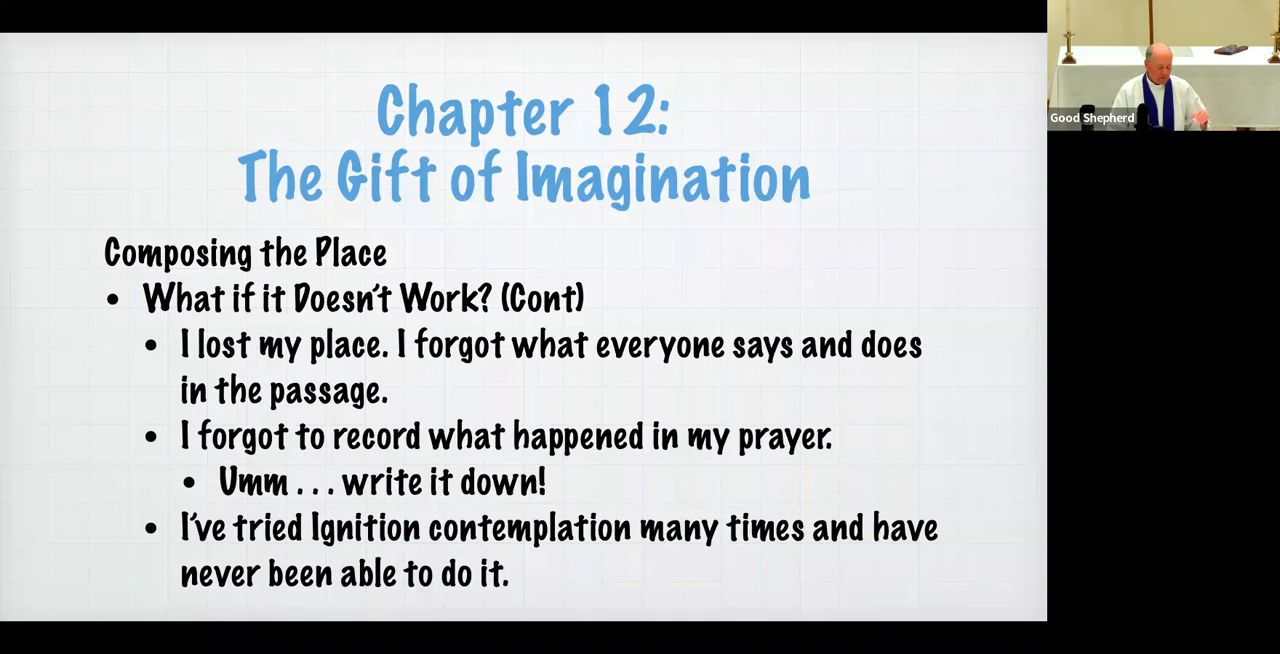 Chapter 12:
The Gift of Imagination
Composing the Place
• What if it Doesn't Work? (Cont)
• I lost my place. I forgot what everyone says and does
in the passage.
• I forgot to record what happened in my prayer.
• Umm . . . write it down!
• I've tried Ignition contemplation many times and have
never been able to do it.
Good Shepherd